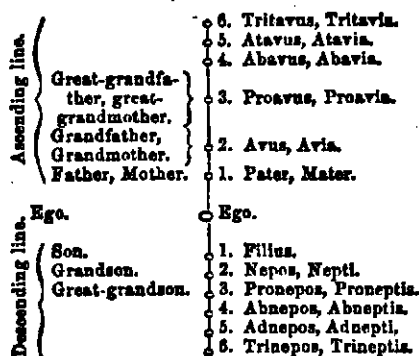 6. Tritavus, Tritavia.
5. Atavus, Atavia.
4. Abavus, Abavia.
Great-grandfa-
ther, great-
grandmother.
3. Proavus, Proavia.
Grandfather,
Grandmother.
2. Avus, Avia.
Father, Mother.
1. Pater, Mater.
Ascending line.
Ego.
Ego.
Son.
1. Filius.
Grandson.
2. Nepos, Nepti.
Great-grandson.
3. Pronepos, Proneptis.
4. Abnepos, Abneptis.
5. Adnepos, Adnepti.
6. Trinepos, Trineptis.
Descending line.